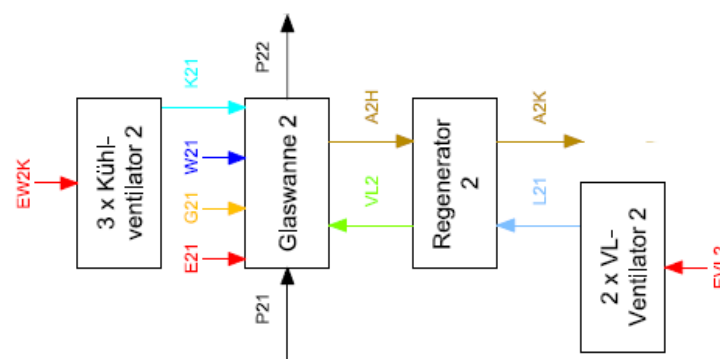 EW2K
3 x Kühl-
ventilator 2
K21
W21
G21
E21
P21
P22
Glaswanne 2
A2H
VL2
Regenerator
2
A2K
L21
2 x VL-
Ventilator 2
EVL2